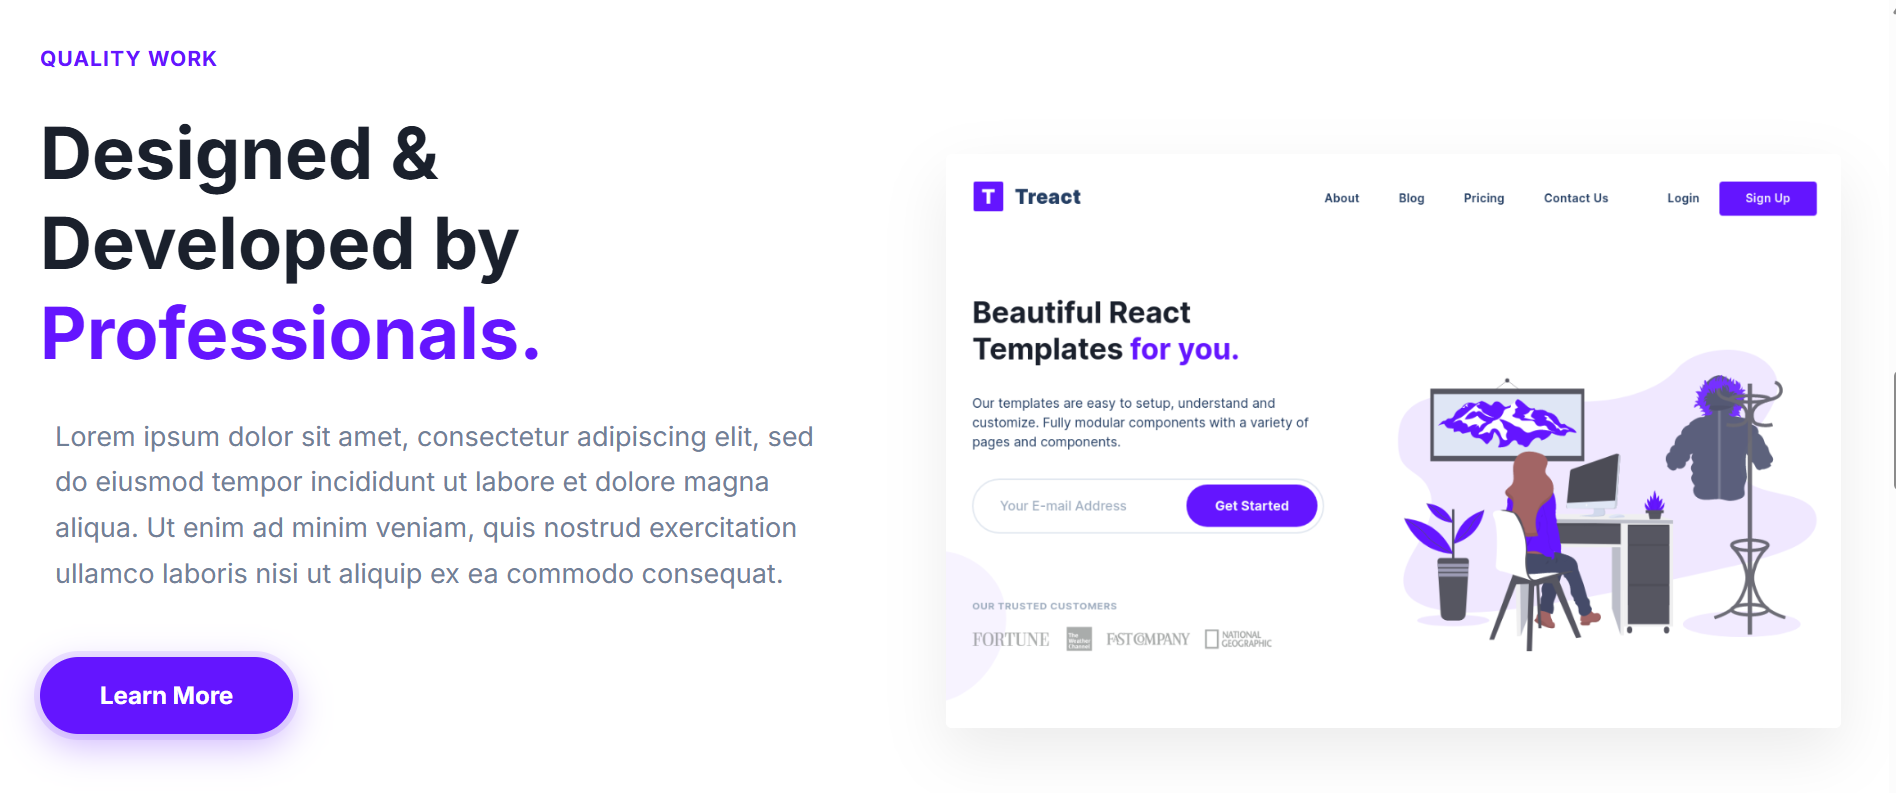 QUALITY WORK
Designed &
Developed by
Professionals.
Lorem ipsum dolor sit amet, consectetur adipiscing elit, sed
do eiusmod tempor incididunt ut labore et dolore magna
aliqua. Ut enim ad minim veniam, quis nostrud exercitation
ullamco laboris nisi ut aliquip ex ea commodo consequat.
Learn More
T Treact
About Blog Pricing Contact Us Login Sign Up
Beautiful React
Templates for you.
Our templates are easy to setup, understand and
customize. Fully modular components with a variety of
pages and components.
Your E-mail Address Get Started
OUR TRUSTED CUSTOMERS
FORTUNE
The
Weather
Channel
FAST COMPANY
NATIONAL
GEOGRAPHIC